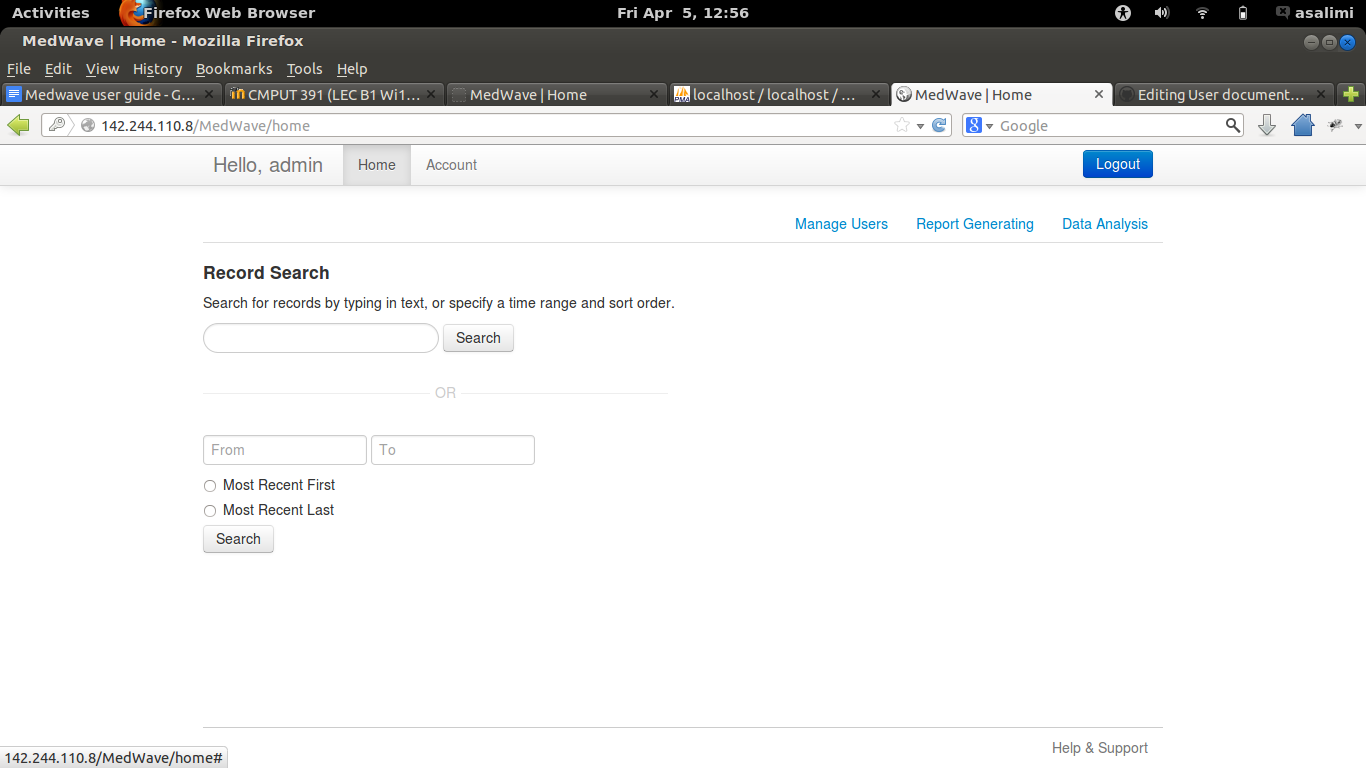 Activities Firefox Web Browser Fri Apr 5, 12:56 asalimi
MedWave | Home - Mozilla Firefox
File Edit View History Bookmarks Tools Help
Medwave user guide - G... CMPUT 391 (LEC B1 Wi1... MedWave | Home localhost / localhost / ... MedWave | Home Editing User document...
142.244.110.8/MedWave/home Google
Hello, admin Home Account Logout
Manage Users Report Generating Data Analysis
Record Search
Search for records by typing in text, or specify a time range and sort order.
Search
OR
From To
Most Recent First
Most Recent Last
Search
Help & Support
142.244.110.8/MedWave/home#